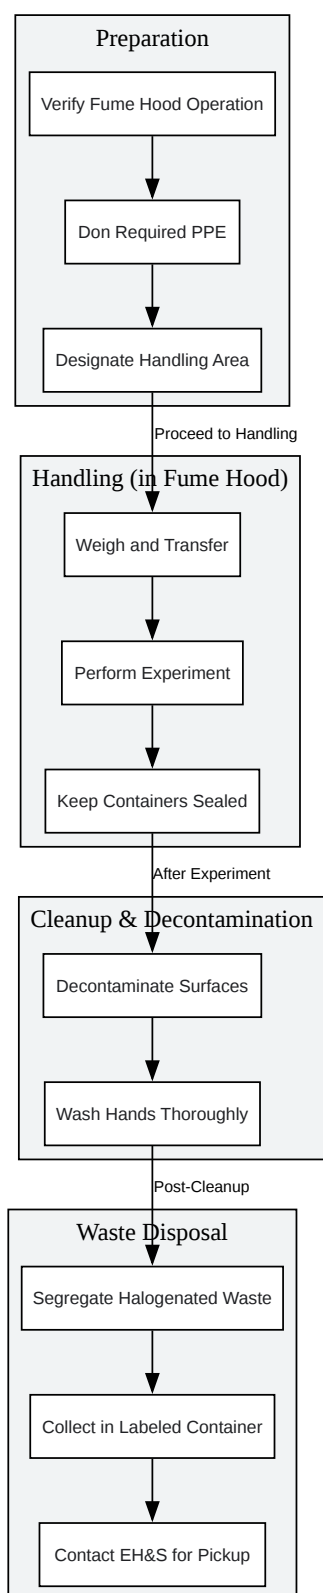 Preparation
Verify Fume Hood Operation
Don Required PPE
Designate Handling Area
Proceed to Handling
Handling (in Fume Hood)
Weigh and Transfer
Perform Experiment
Keep Containers Sealed
After Experiment
Cleanup & Decontamination
Decontaminate Surfaces
Wash Hands Thoroughly
Post-Cleanup
Waste Disposal
Segregate Halogenated Waste
Collect in Labeled Container
Contact EH&S for Pickup